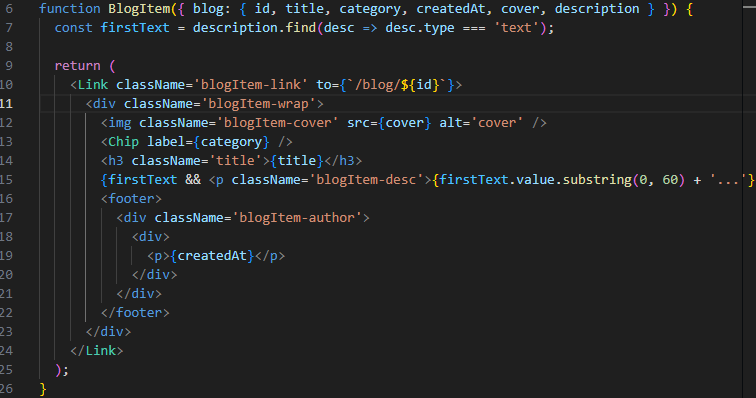 6 function BlogItem({ blog: { id, title, category, createdAt, cover, description } }) {
7   const firstText = description.find(desc => desc.type === 'text');
8
9   return (
10     <Link className='blogItem-link' to={`/blog/${id}`}>
11       <div className='blogItem-wrap'>
12         <img className='blogItem-cover' src={cover} alt='cover' />
13         <Chip label={category} />
14         <h3 className='title'>{title}</h3>
15         {firstText && <p className='blogItem-desc'>{firstText.value.substring(0, 60) + '...'}
16         <footer>
17           <div className='blogItem-author'>
18             <div>
19               <p>{createdAt}</p>
20             </div>
21           </div>
22         </footer>
23       </div>
24     </Link>
25   );
26 }